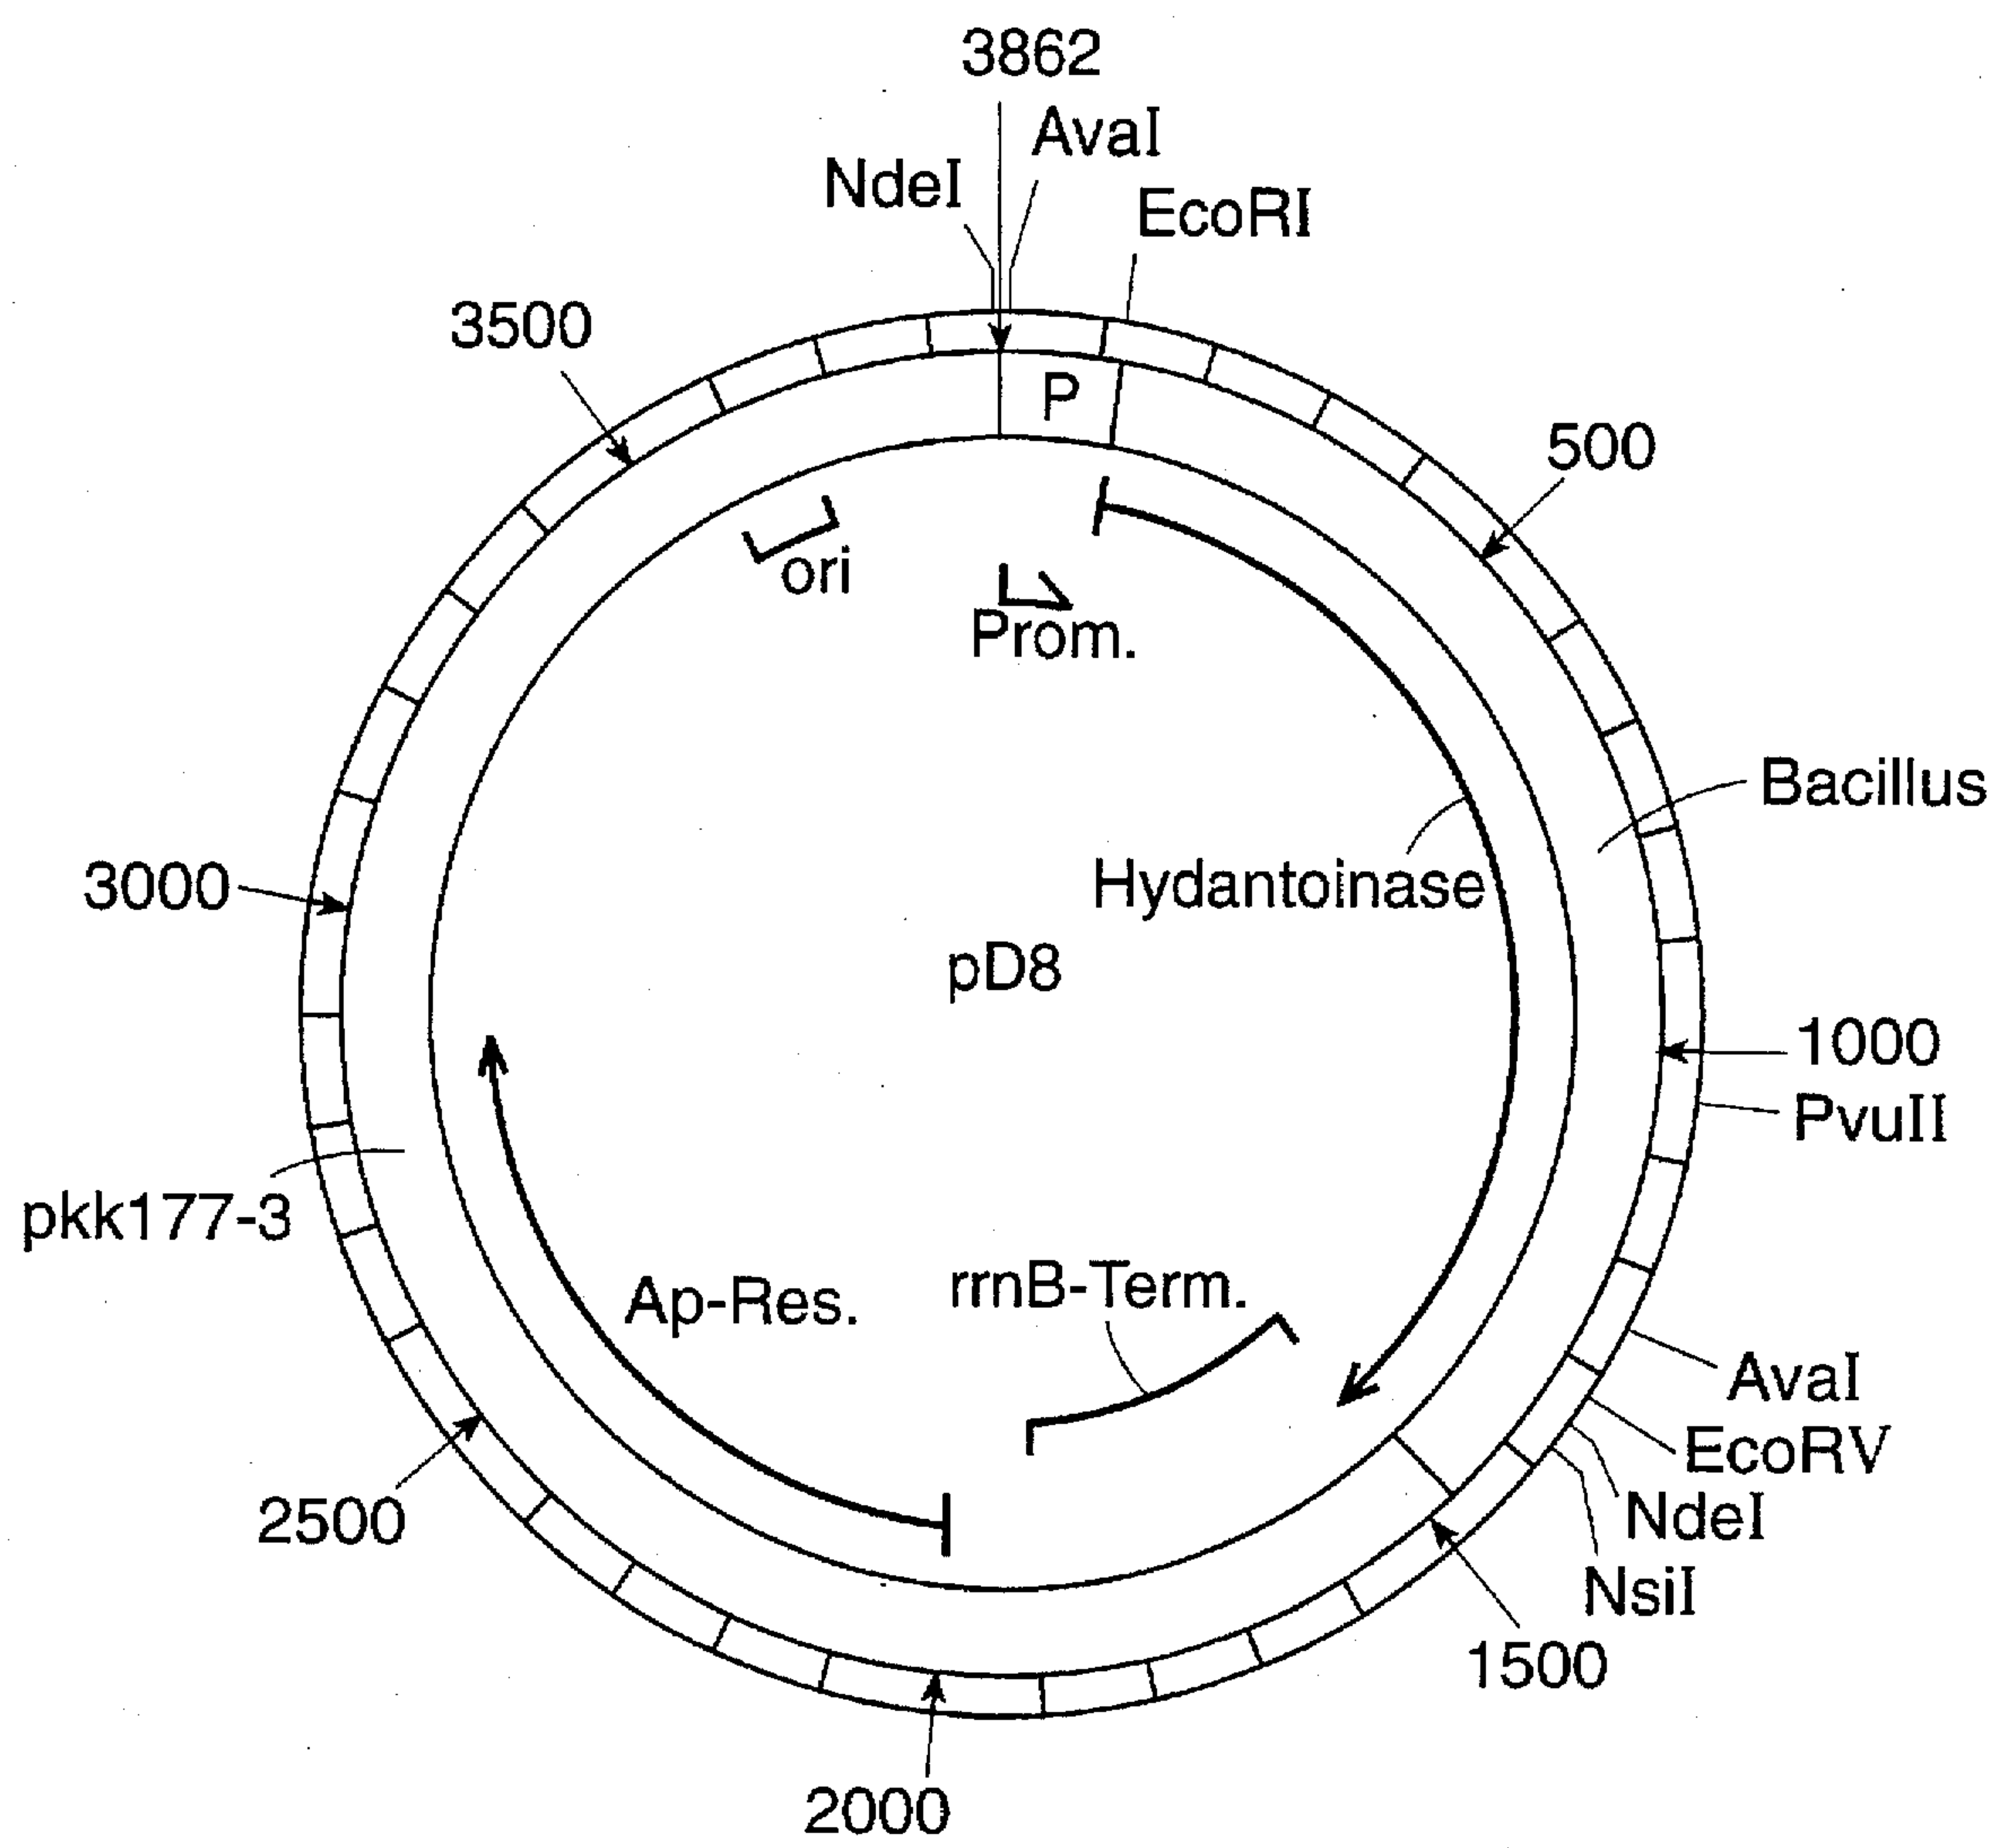 3862
AvaI
NdeI
EcoRI
3500
P
500
ori
Prom.
Bacillus
Hydantoinase
3000
pD8
1000
PvuII
pkk177-3
Ap-Res.
rrnB-Term.
AvaI
EcoRV
NdeI
2500
NsiI
1500
2000